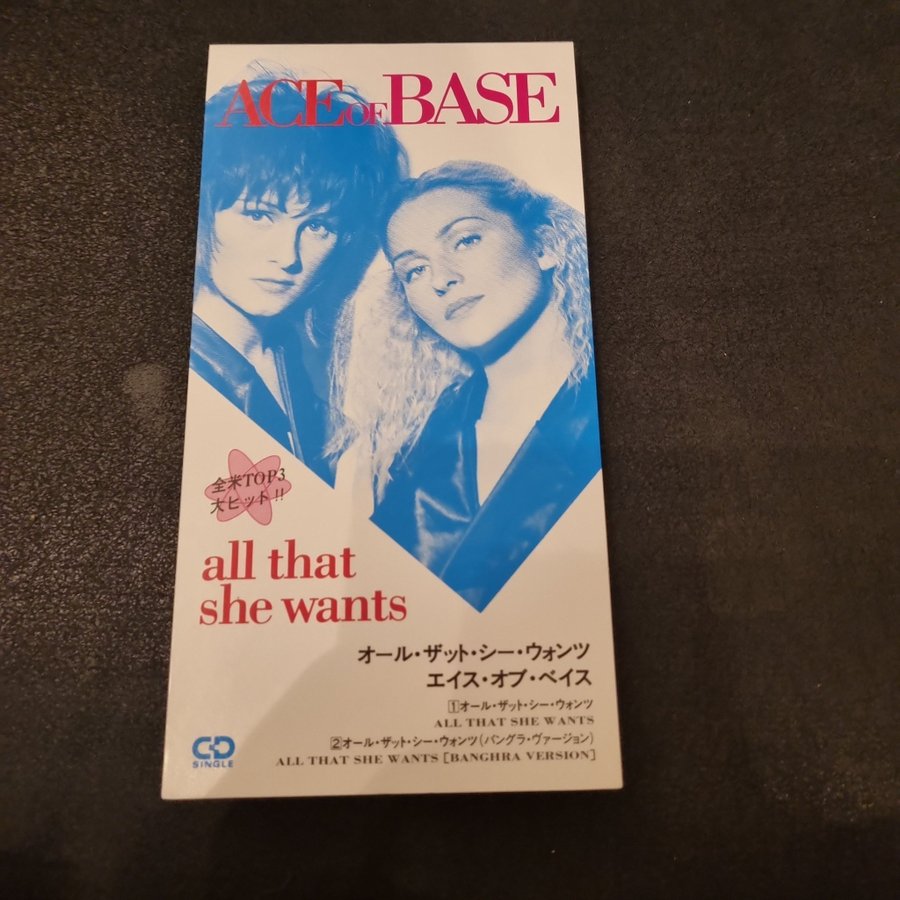 ACE OF BASE
全米TOP3
大ヒット!!
all that
she wants
オール・ザット・シー・ウォンツ
エイス・オブ・ベイス
1オール・ザット・シー・ウォンツ
ALL THAT SHE WANTS
2オール・ザット・シー・ウォンツ(バングラ・ヴァージョン)
ALL THAT SHE WANTS [BANGHRA VERSION]
CD
SINGLE